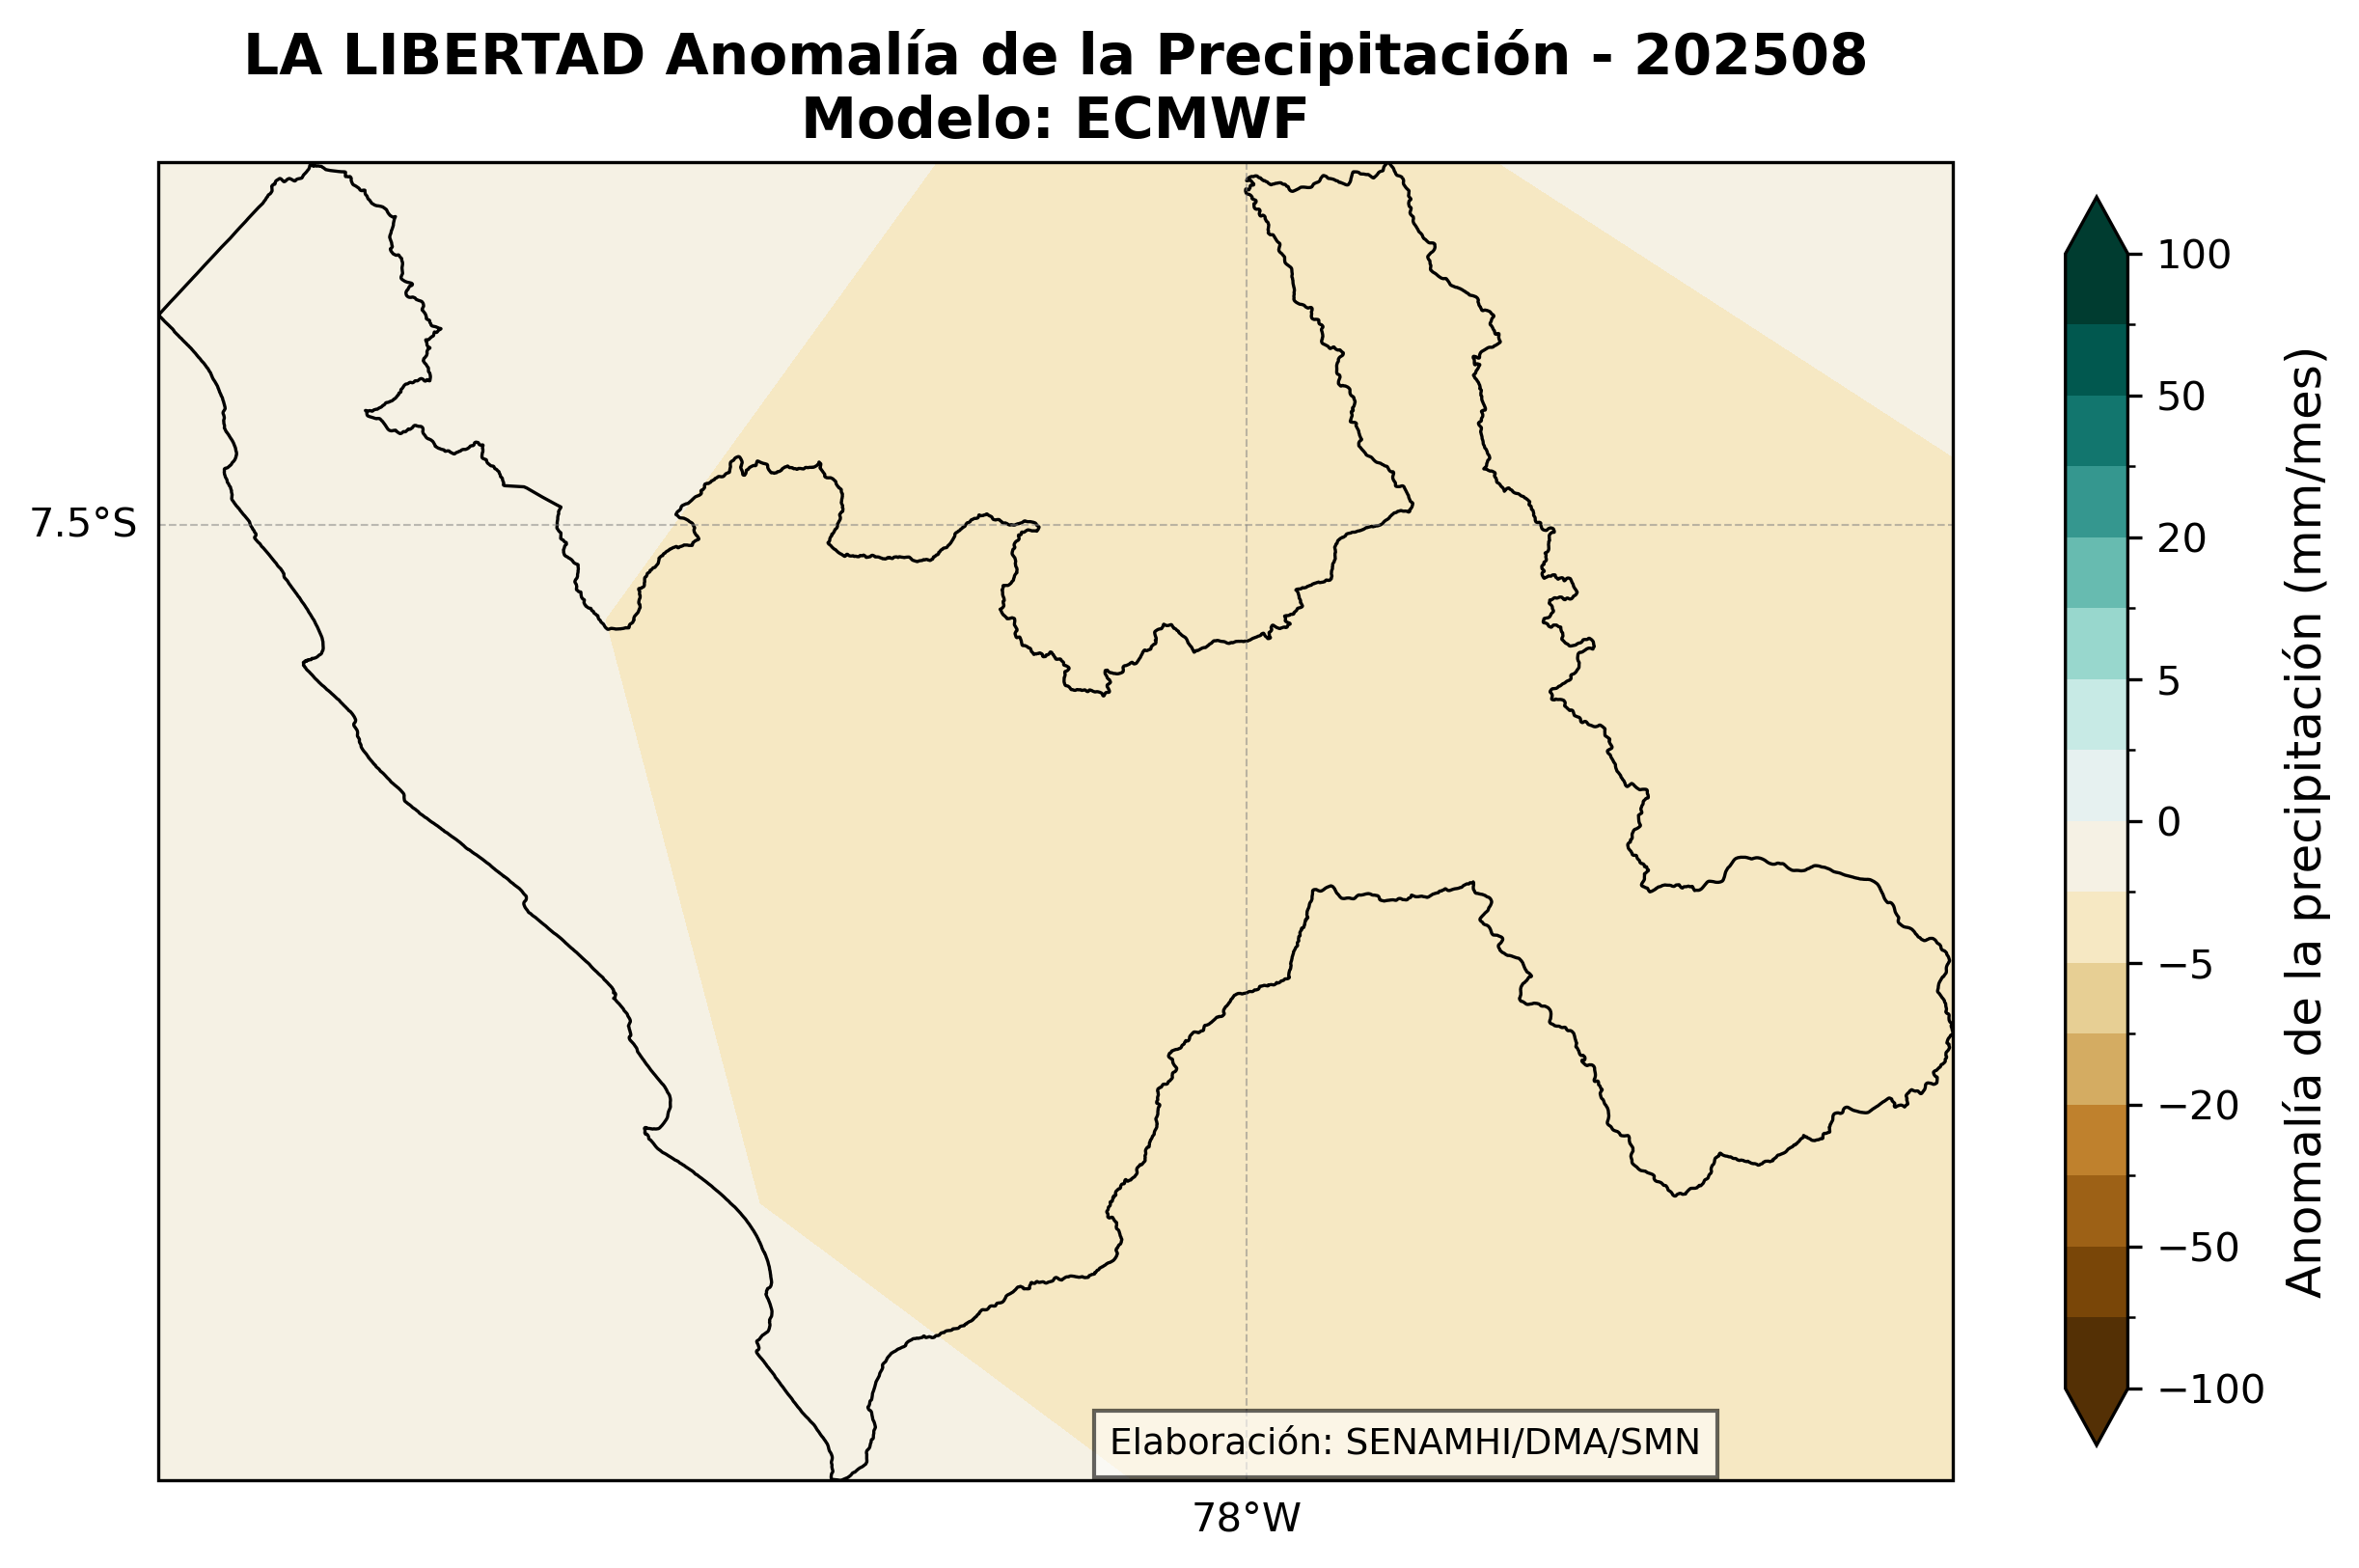 LA LIBERTAD Anomalía de la Precipitación - 202508
Modelo: ECMWF
7.5°S
78°W
Elaboración: SENAMHI/DMA/SMN
100
50
20
5
0
−5
−20
−50
−100
Anomalía de la precipitación (mm/mes)